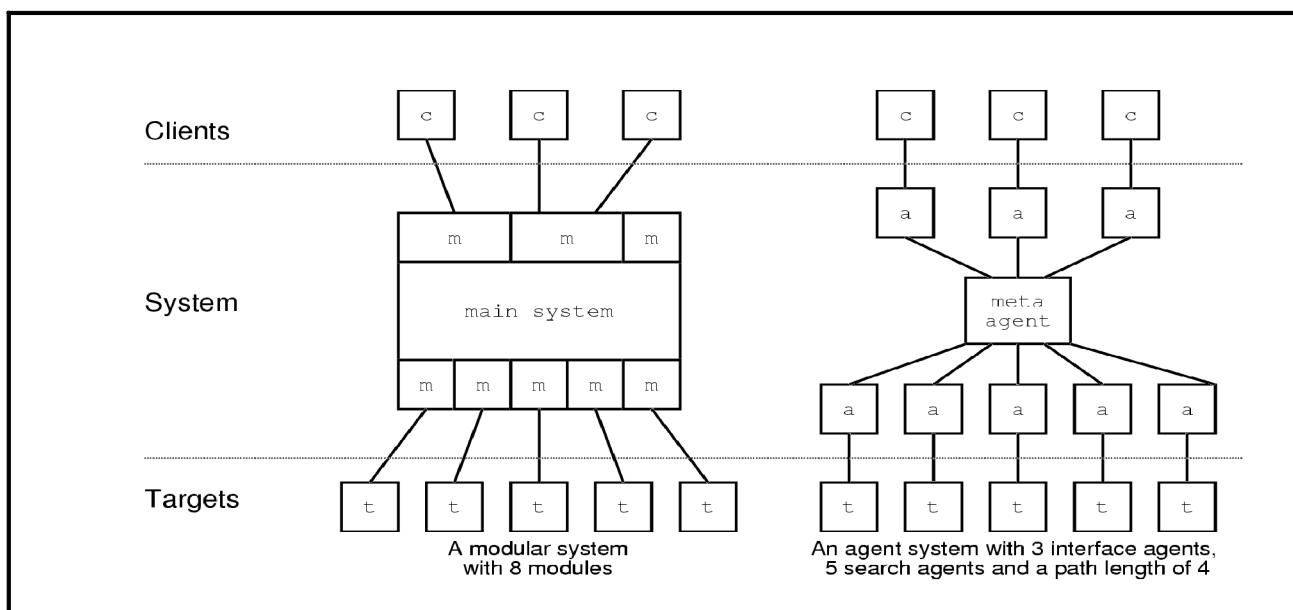 Clients
c c c c c c
a a a
m m m
System
main system
meta
agent
m m m m m
a a a a a
Targets
t t t t t t t t t t
A modular system
with 8 modules
An agent system with 3 interface agents,
5 search agents and a path length of 4